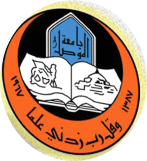 جامعة
الموصل
١٣٨٧
١٩٦٧
وقل رب زدني علما